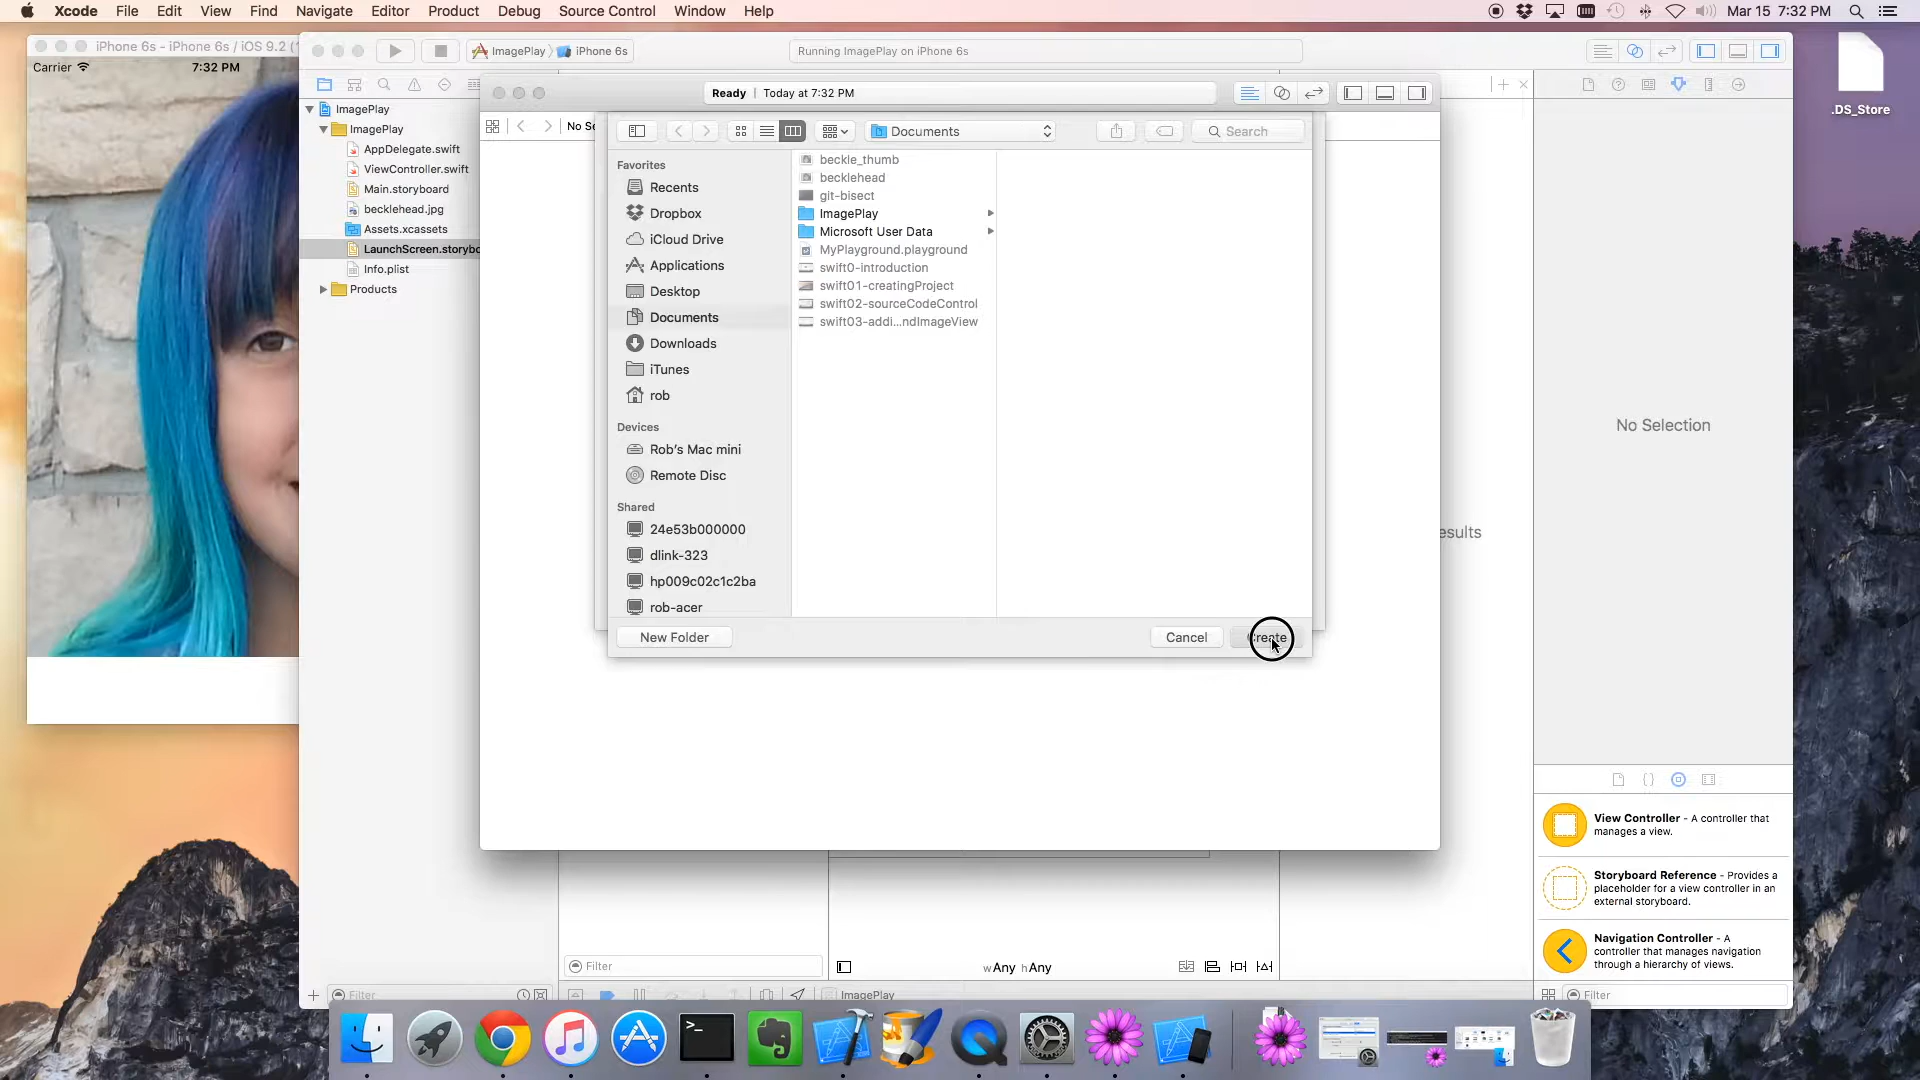 Xcode File Edit View Find Navigate Editor Product Debug Source Control Window Help
Mar 15 7:32 PM
iPhone 6s - iPhone 6s / iOS 9.2 (1
Carrier 7:32 PM
ImagePlay iPhone 6s
Running ImagePlay on iPhone 6s
ImagePlay
ImagePlay
AppDelegate.swift
ViewController.swift
Main.storyboard
becklehead.jpg
Assets.xcassets
LaunchScreen.storybo
Info.plist
Products
Ready Today at 7:32 PM
No Se
Documents
Search
Favorites
Recents
Dropbox
iCloud Drive
Applications
Desktop
Documents
Downloads
iTunes
rob
Devices
Rob's Mac mini
Remote Disc
Shared
24e53b000000
dlink-323
hp009c02c1c2ba
rob-acer
beckle_thumb
becklehead
git-bisect
ImagePlay
Microsoft User Data
MyPlayground.playground
swift0-introduction
swift01-creatingProject
swift02-sourceCodeControl
swift03-addi...ndImageView
New Folder
Cancel
Create
esults
No Selection
.DS_Store
View Controller - A controller that
manages a view.
Storyboard Reference - Provides a
placeholder for a view controller in an
external storyboard.
Navigation Controller - A
controller that manages navigation
through a hierarchy of views.
Filter
wAny hAny
Filter
ImagePlay
Filter